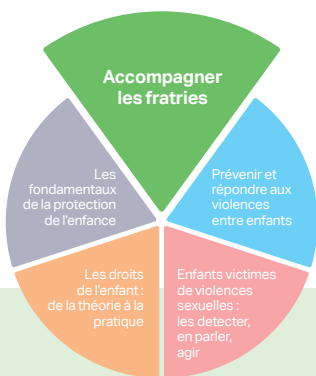 Accompagner
les fratries
Les
fondamentaux
de la protection
de l'enfance
Prévenir et
répondre aux
violences
entre enfants
Les droits
de l'enfant :
de la théorie à la
pratique
Enfants victimes
de violences
sexuelles :
les detecter,
en parler,
agir